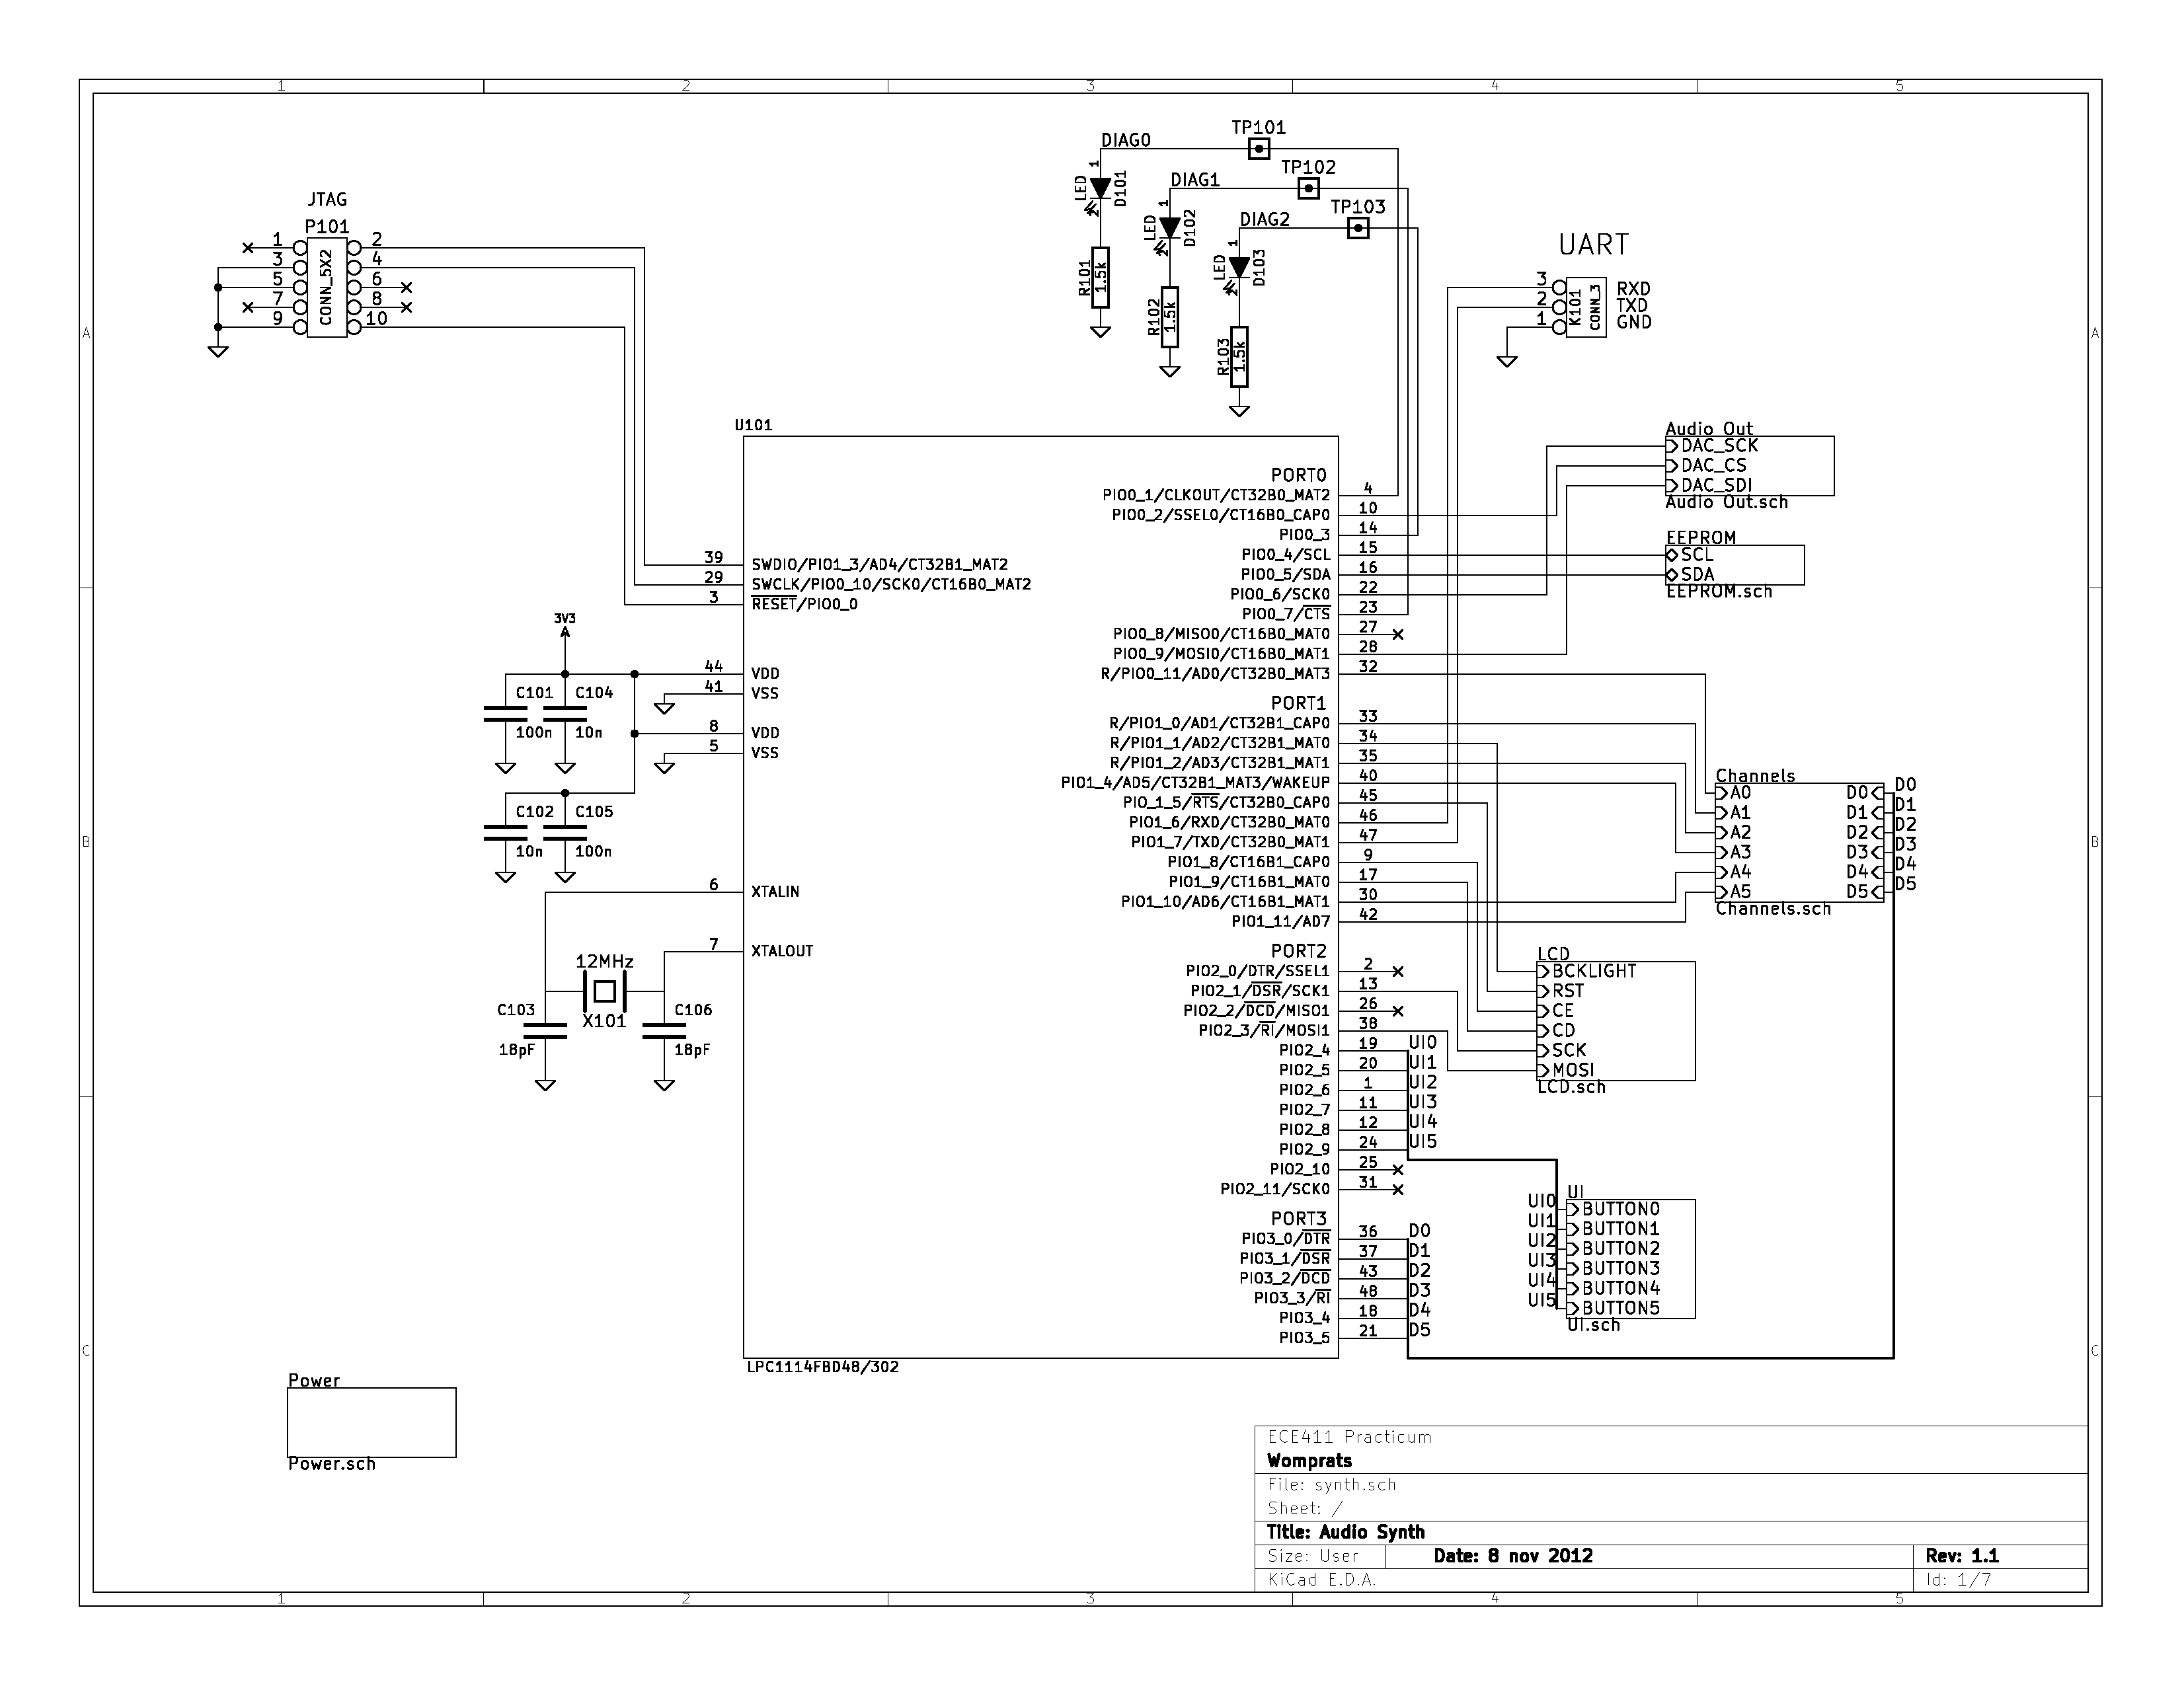 1 2 3 4 5
A
B
C
A
B
C
JTAG
P101
CONN_5X2
1 2
3 4
5 6
7 8
9 10
DIAG0
TP101
LED
1
2
D101
R101
1.5k
DIAG1
TP102
LED
1
2
D102
R102
1.5k
DIAG2
TP103
LED
1
2
D103
R103
1.5k
UART
3
2
1
K101
CONN_3
RXD
TXD
GND
U101
39 SWDIO/PIO1_3/AD4/CT32B1_MAT2
29 SWCLK/PIO0_10/SCK0/CT16B0_MAT2
3 RESET/PIO0_0
44 VDD
41 VSS
8 VDD
5 VSS
6 XTALIN
7 XTALOUT
3V3
C101
100n
C104
10n
C102
10n
C105
100n
12MHz
X101
C103
18pF
C106
18pF
PORT0
PIO0_1/CLKOUT/CT32B0_MAT2 4
PIO0_2/SSEL0/CT16B0_CAP0 10
PIO0_3 14
PIO0_4/SCL 15
PIO0_5/SDA 16
PIO0_6/SCK0 22
PIO0_7/CTS 23
PIO0_8/MISO0/CT16B0_MAT0 27
PIO0_9/MOSI0/CT16B0_MAT1 28
R/PIO0_11/AD0/CT32B0_MAT3 32
PORT1
R/PIO1_0/AD1/CT32B1_CAP0 33
R/PIO1_1/AD2/CT32B1_MAT0 34
R/PIO1_2/AD3/CT32B1_MAT1 35
PIO1_4/AD5/CT32B1_MAT3/WAKEUP 40
PIO_1_5/RTS/CT32B0_CAP0 45
PIO1_6/RXD/CT32B0_MAT0 46
PIO1_7/TXD/CT32B0_MAT1 47
PIO1_8/CT16B1_CAP0 9
PIO1_9/CT16B1_MAT0 17
PIO1_10/AD6/CT16B1_MAT1 30
PIO1_11/AD7 42
PORT2
PIO2_0/DTR/SSEL1 2
PIO2_1/DSR/SCK1 13
PIO2_2/DCD/MISO1 26
PIO2_3/RI/MOSI1 38
PIO2_4 19 UI0
PIO2_5 20 UI1
PIO2_6 1 UI2
PIO2_7 11 UI3
PIO2_8 12 UI4
PIO2_9 24 UI5
PIO2_10 25
PIO2_11/SCK0 31
PORT3
PIO3_0/DTR 36 D0
PIO3_1/DSR 37 D1
PIO3_2/DCD 43 D2
PIO3_3/RI 48 D3
PIO3_4 18 D4
PIO3_5 21 D5
LPC1114FBD48/302
Audio Out
DAC_SCK
DAC_CS
DAC_SDI
Audio Out.sch
EEPROM
SCL
SDA
EEPROM.sch
Channels
A0 D0 D0
A1 D1 D1
A2 D2 D2
A3 D3 D3
A4 D4 D4
A5 D5 D5
Channels.sch
LCD
BCKLIGHT
RST
CE
CD
SCK
MOSI
LCD.sch
UI
UI0 BUTTON0
UI1 BUTTON1
UI2 BUTTON2
UI3 BUTTON3
UI4 BUTTON4
UI5 BUTTON5
UI.sch
Power
Power.sch
ECE411 Practicum
Womprats
File: synth.sch
Sheet: /
Title: Audio Synth
Size: User Date: 8 nov 2012 Rev: 1.1
KiCad E.D.A. Id: 1/7
1 2 3 4 5